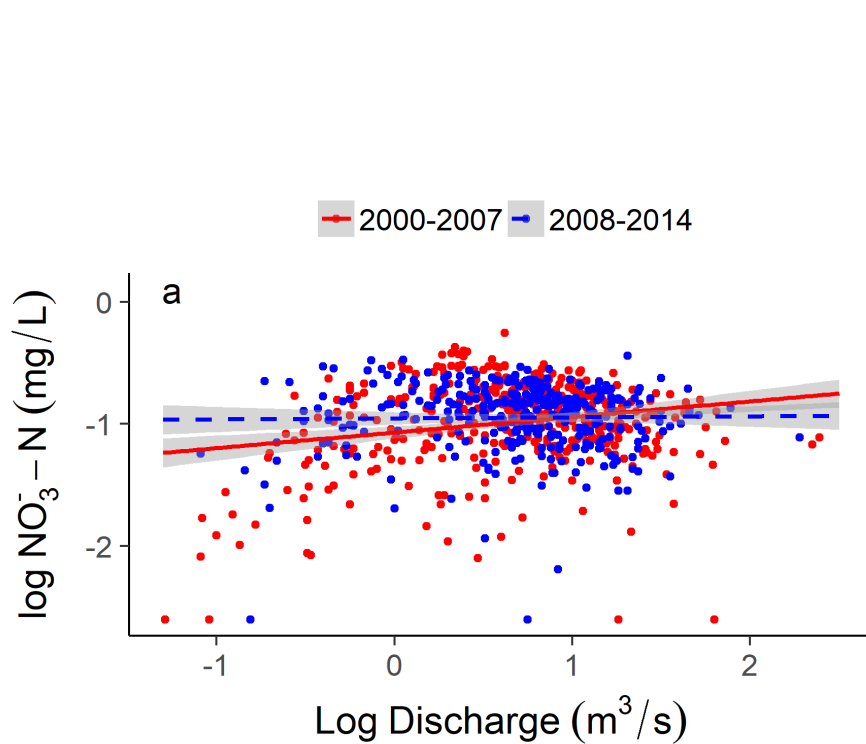 2000-2007 2008-2014
a
log NO₃⁻ – N (mg/L)
0
-1
-2
-1 0 1 2
Log Discharge (m³/s)